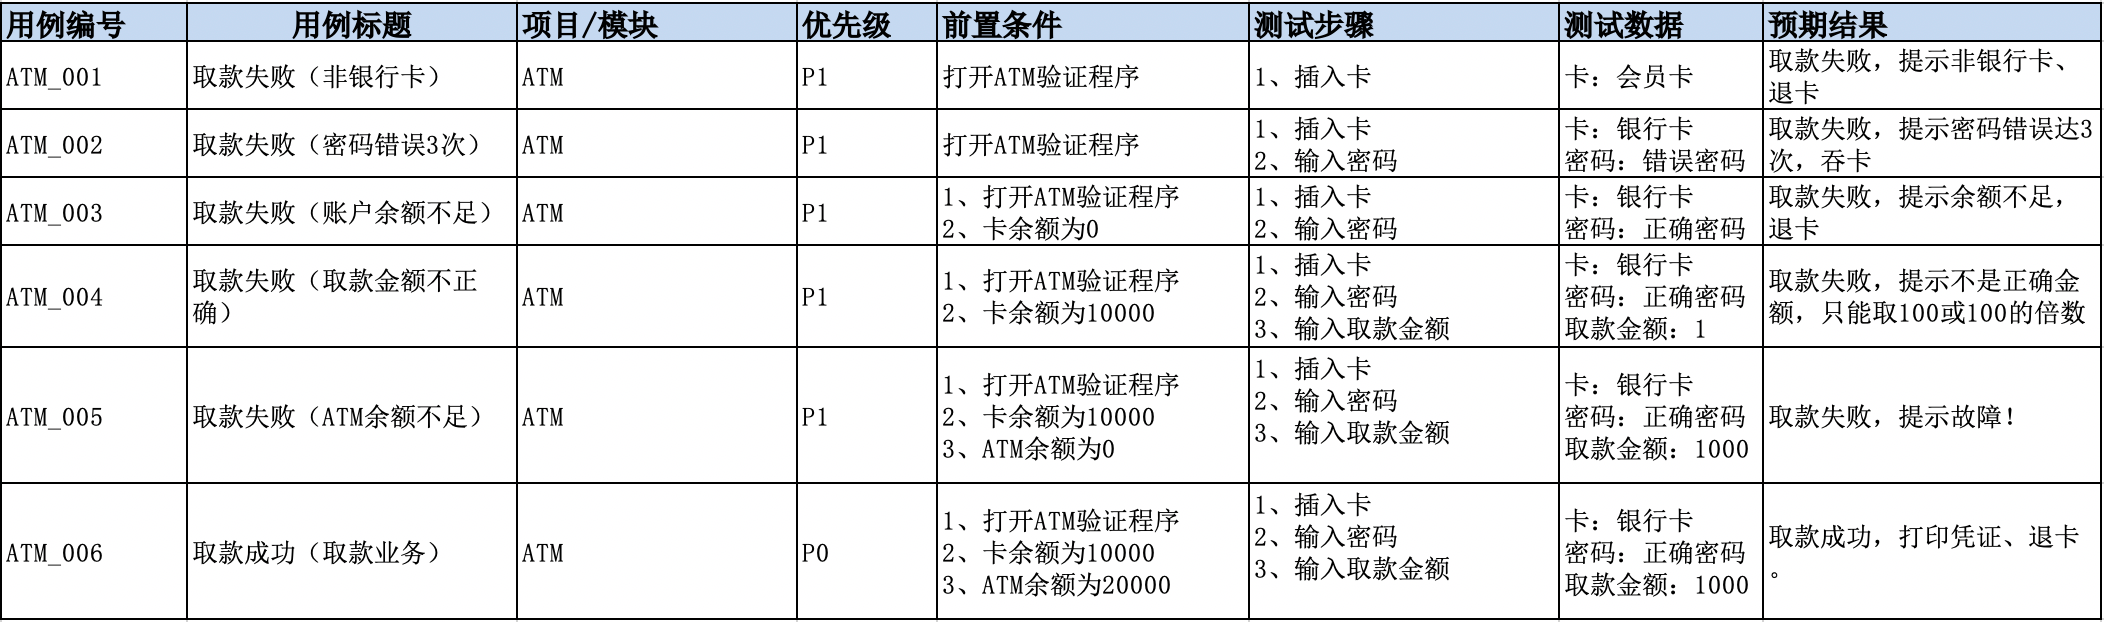 用例编号
用例标题
项目/模块
优先级
前置条件
测试步骤
测试数据
预期结果
ATM_001
取款失败（非银行卡）
ATM
P1
打开ATM验证程序
1、插入卡
卡：会员卡
取款失败，提示非银行卡、
退卡
ATM_002
取款失败（密码错误3次）
ATM
P1
打开ATM验证程序
1、插入卡
2、输入密码
卡：银行卡
密码：错误密码
取款失败，提示密码错误达3
次，吞卡
ATM_003
取款失败（账户余额不足）
ATM
P1
1、打开ATM验证程序
2、卡余额为0
1、插入卡
2、输入密码
卡：银行卡
密码：正确密码
取款失败，提示余额不足，
退卡
ATM_004
取款失败（取款金额不正
确）
ATM
P1
1、打开ATM验证程序
2、卡余额为10000
1、插入卡
2、输入密码
3、输入取款金额
卡：银行卡
密码：正确密码
取款金额：1
取款失败，提示不是正确金
额，只能取100或100的倍数
ATM_005
取款失败（ATM余额不足）
ATM
P1
1、打开ATM验证程序
2、卡余额为10000
3、ATM余额为0
1、插入卡
2、输入密码
3、输入取款金额
卡：银行卡
密码：正确密码
取款金额：1000
取款失败，提示故障！
ATM_006
取款成功（取款业务）
ATM
P0
1、打开ATM验证程序
2、卡余额为10000
3、ATM余额为20000
1、插入卡
2、输入密码
3、输入取款金额
卡：银行卡
密码：正确密码
取款金额：1000
取款成功，打印凭证、退卡
。